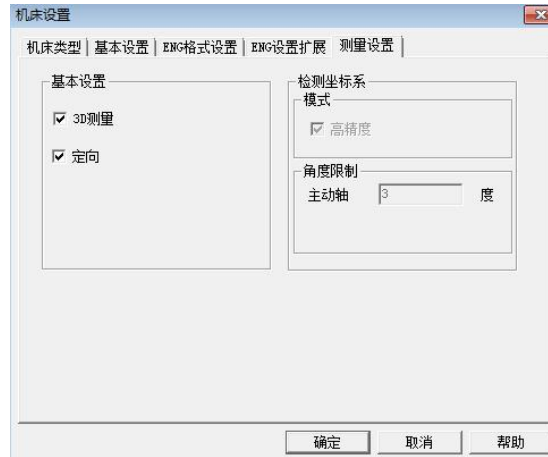 机床设置
机床类型 基本设置 ENG格式设置 ENG设置扩展 测量设置
基本设置
3D测量
定向
检测坐标系
模式
高精度
角度限制
主动轴 3 度
确定 取消 帮助